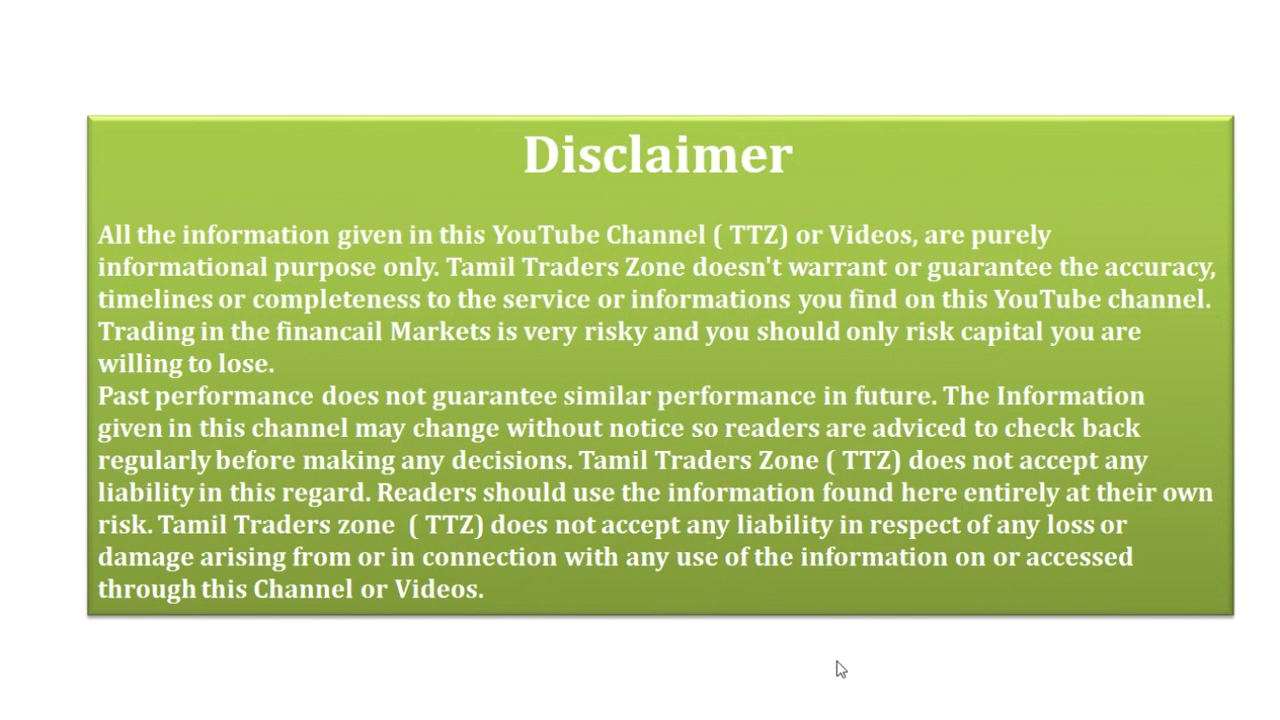 Disclaimer
All the information given in this YouTube Channel ( TTZ) or Videos, are purely
informational purpose only. Tamil Traders Zone doesn't warrant or guarantee the accuracy,
timelines or completeness to the service or informations you find on this YouTube channel.
Trading in the financail Markets is very risky and you should only risk capital you are
willing to lose.
Past performance does not guarantee similar performance in future. The Information
given in this channel may change without notice so readers are adviced to check back
regularly before making any decisions. Tamil Traders Zone ( TTZ) does not accept any
liability in this regard. Readers should use the information found here entirely at their own
risk. Tamil Traders zone  ( TTZ) does not accept any liability in respect of any loss or
damage arising from or in connection with any use of the information on or accessed
through this Channel or Videos.